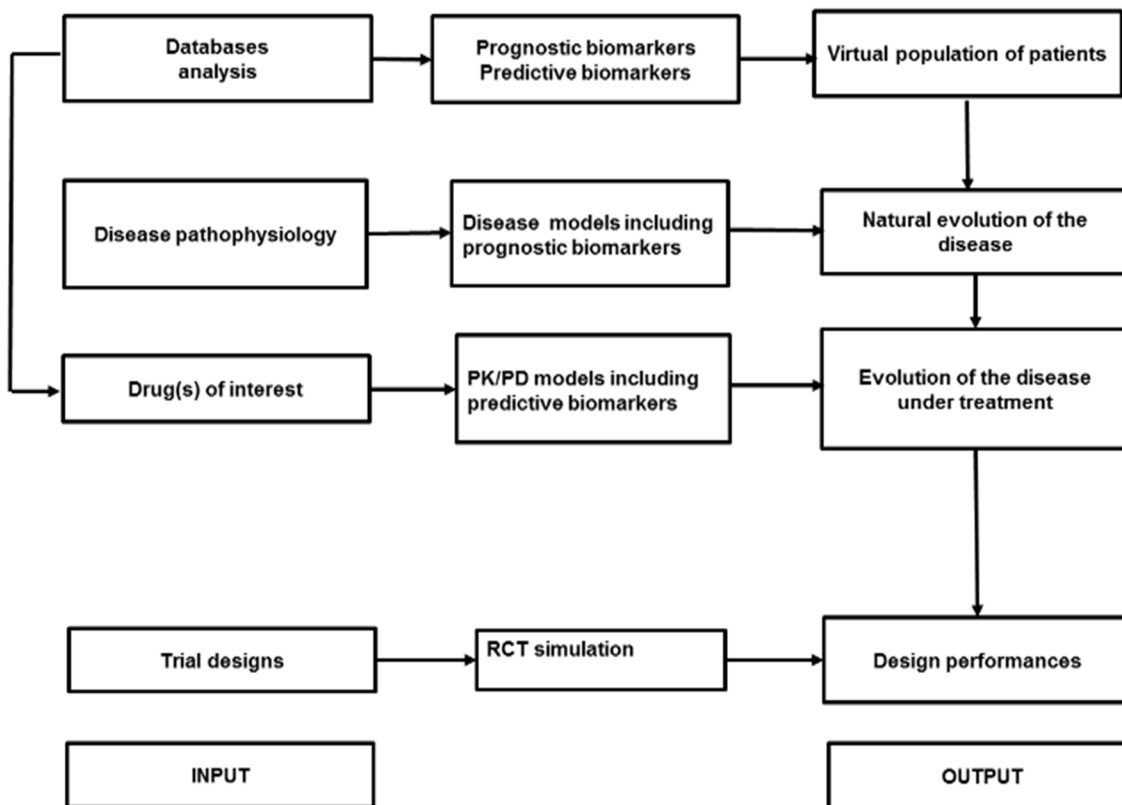 Databases
analysis
Prognostic biomarkers
Predictive biomarkers
Virtual population of patients
Disease pathophysiology
Disease models including
prognostic biomarkers
Natural evolution of the
disease
Drug(s) of interest
PK/PD models including
predictive biomarkers
Evolution of the disease
under treatment
Trial designs
RCT simulation
Design performances
INPUT
OUTPUT